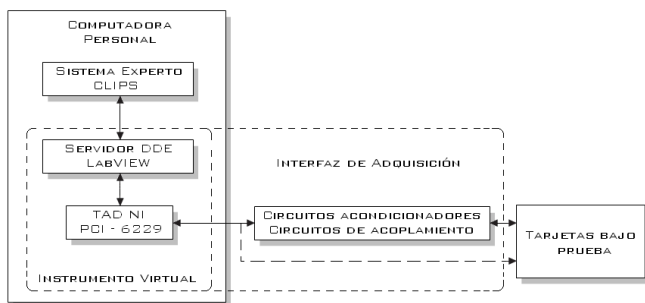 Computadora
Personal
Sistema Experto
CLIPS
Servidor DDE
LabVIEW
Interfaz de Adquisición
TAD NI
PCI - 6229
Circuitos acondicionadores
Circuitos de acoplamiento
Tarjetas bajo
prueba
Instrumento Virtual